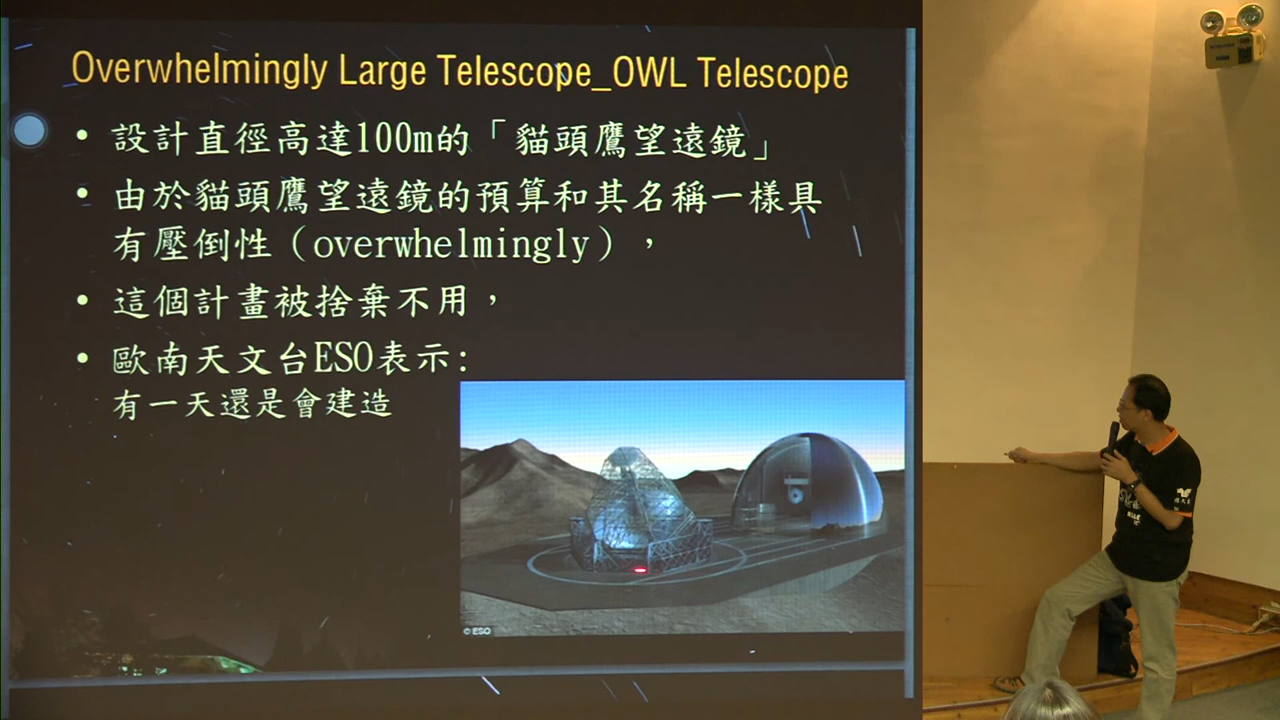 Overwhelmingly Large Telescope_OWL Telescope
• 設計直徑高達100m的「貓頭鷹望遠鏡」
• 由於貓頭鷹望遠鏡的預算和其名稱一樣具
有壓倒性（overwhelmingly），
• 這個計畫被捨棄不用，
• 歐南天文台ESO表示:
有一天還是會建造
© ESO